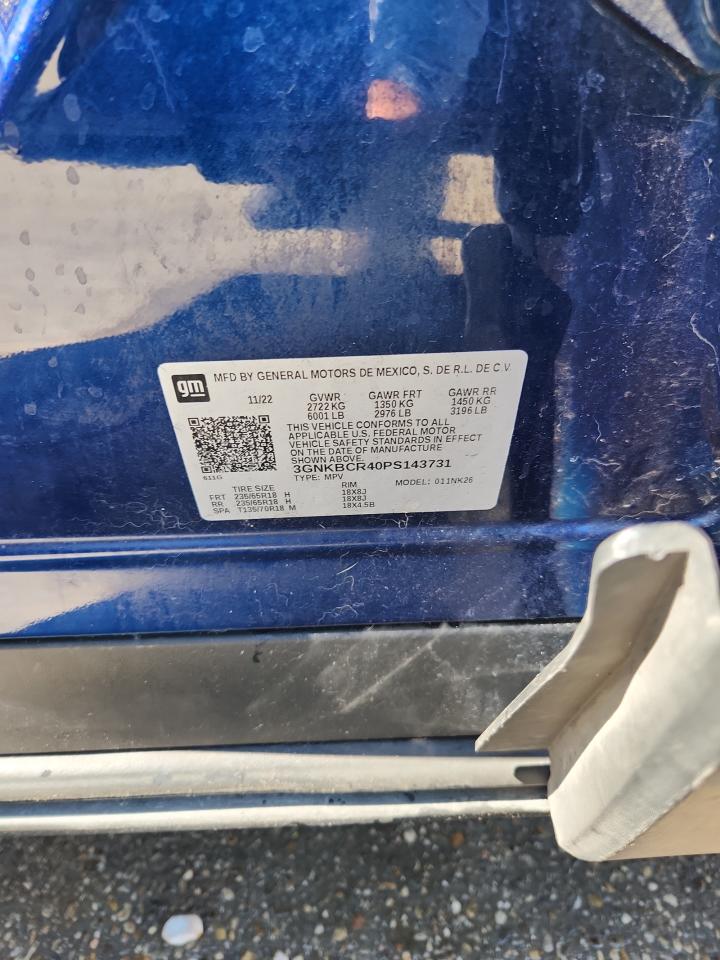 gm
MFD BY GENERAL MOTORS DE MEXICO, S. DE R.L. DE C.V.
11/22 GVWR GAWR FRT GAWR RR
2722 KG 1350 KG 1450 KG
6001 LB 2976 LB 3196 LB
THIS VEHICLE CONFORMS TO ALL
APPLICABLE U.S. FEDERAL MOTOR
VEHICLE SAFETY STANDARDS IN EFFECT
ON THE DATE OF MANUFACTURE
SHOWN ABOVE.
3GNKBCR40PS143731
611G
TYPE: MPV MODEL: 011NK26
TIRE SIZE RIM
FRT 235/65R18 H 18X8J
RR 235/65R18 H 18X8J
SPA T135/70R18 M 18X4.5B